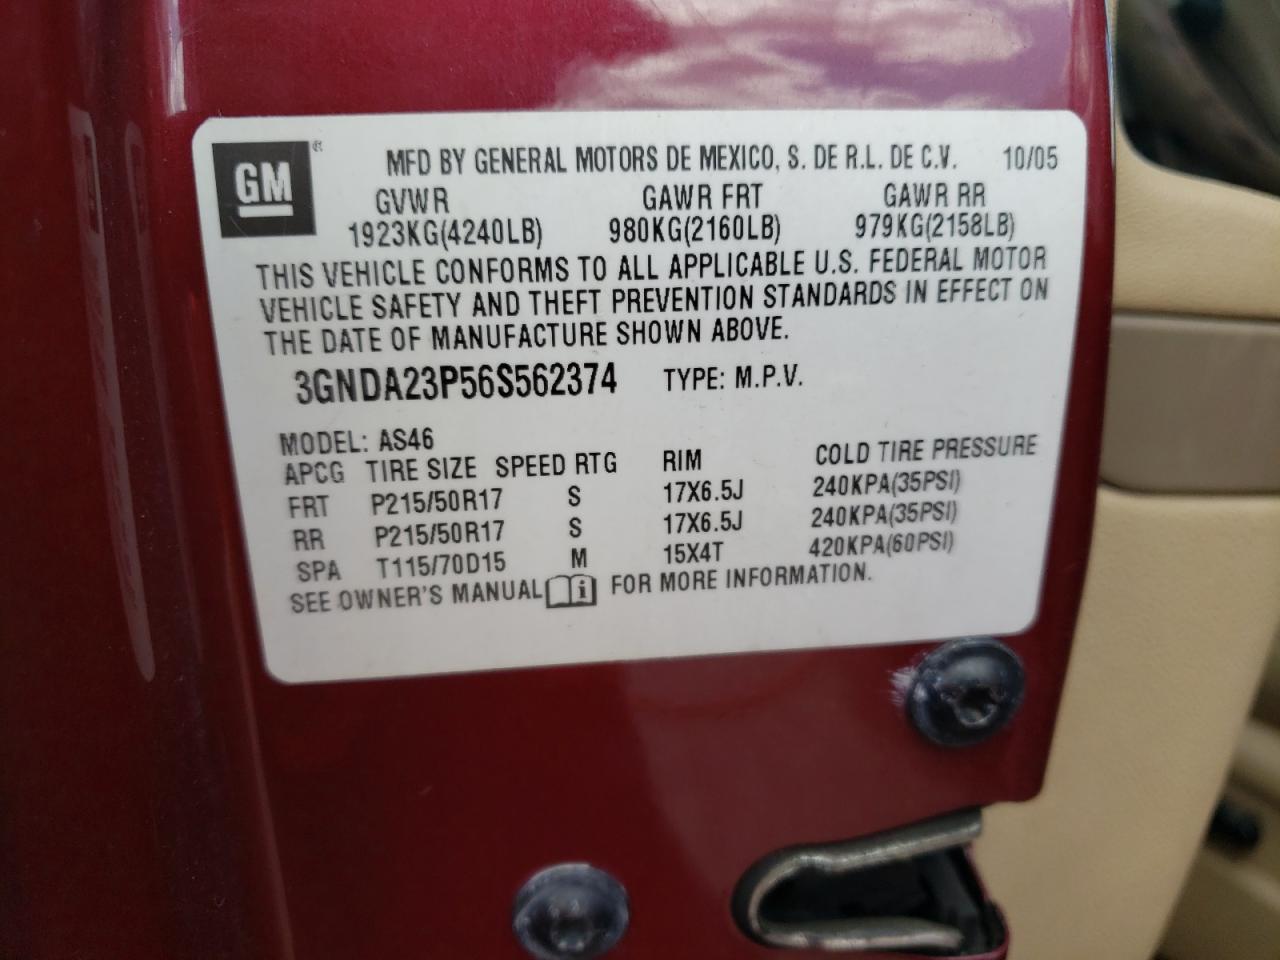 GM ®
MFD BY GENERAL MOTORS DE MEXICO, S. DE R.L. DE C.V. 10/05
GVWR GAWR FRT GAWR RR
1923KG(4240LB) 980KG(2160LB) 979KG(2158LB)
THIS VEHICLE CONFORMS TO ALL APPLICABLE U.S. FEDERAL MOTOR
VEHICLE SAFETY AND THEFT PREVENTION STANDARDS IN EFFECT ON
THE DATE OF MANUFACTURE SHOWN ABOVE.
3GNDA23P56S562374 TYPE: M.P.V.
MODEL: AS46
APCG TIRE SIZE SPEED RTG RIM COLD TIRE PRESSURE
FRT P215/50R17 S 17X6.5J 240KPA(35PSI)
RR P215/50R17 S 17X6.5J 240KPA(35PSI)
SPA T115/70D15 M 15X4T 420KPA(60PSI)
SEE OWNER'S MANUAL i FOR MORE INFORMATION.